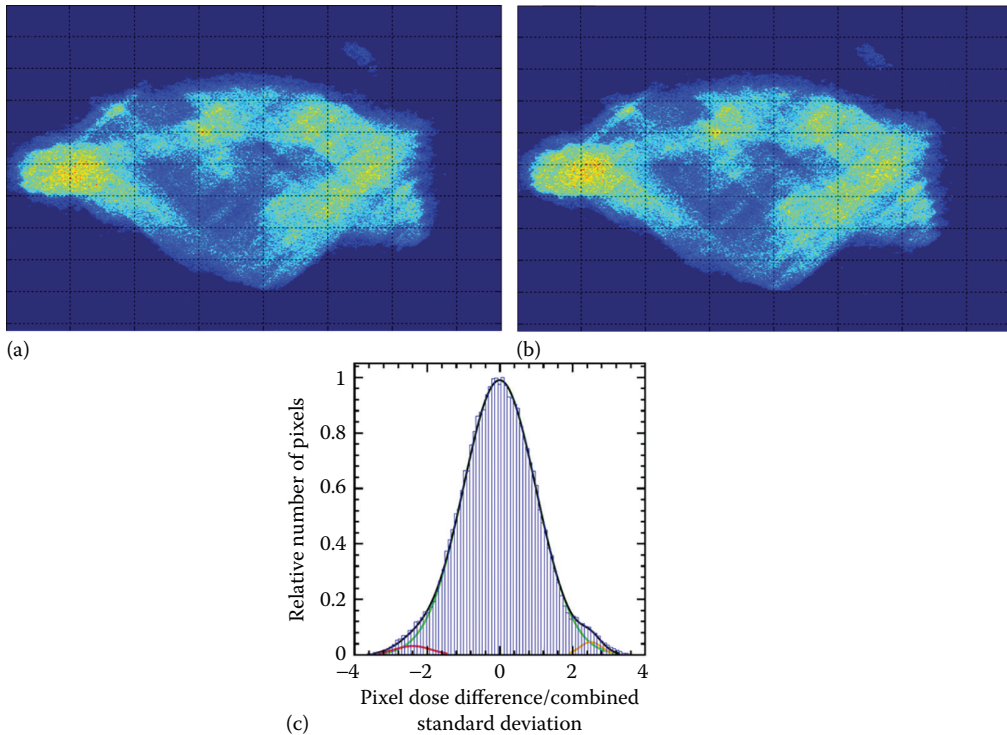 (a)
(b)
1
0.8
0.6
0.4
0.2
0
Relative number of pixels
−4
−2
0
2
4
Pixel dose difference/combined
standard deviation
(c)